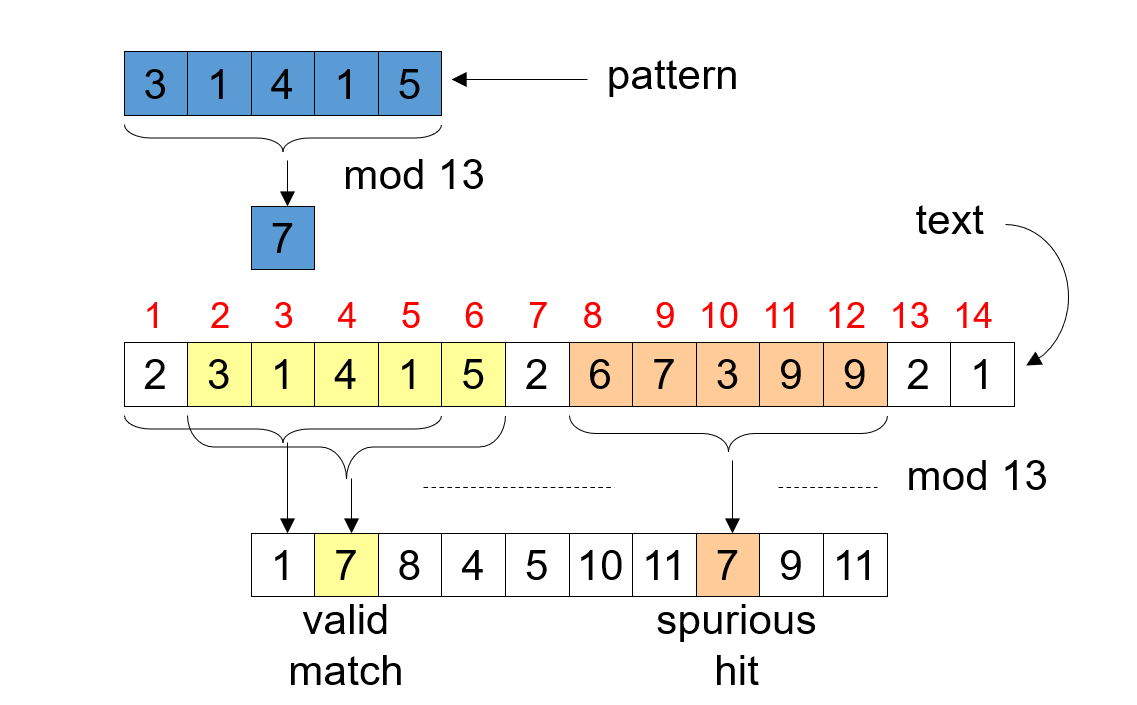 3 1 4 1 5
pattern
mod 13
7
text
1 2 3 4 5 6 7 8 9 10 11 12 13 14
2 3 1 4 1 5 2 6 7 3 9 9 2 1
mod 13
1 7 8 4 5 10 11 7 9 11
valid
match
spurious
hit